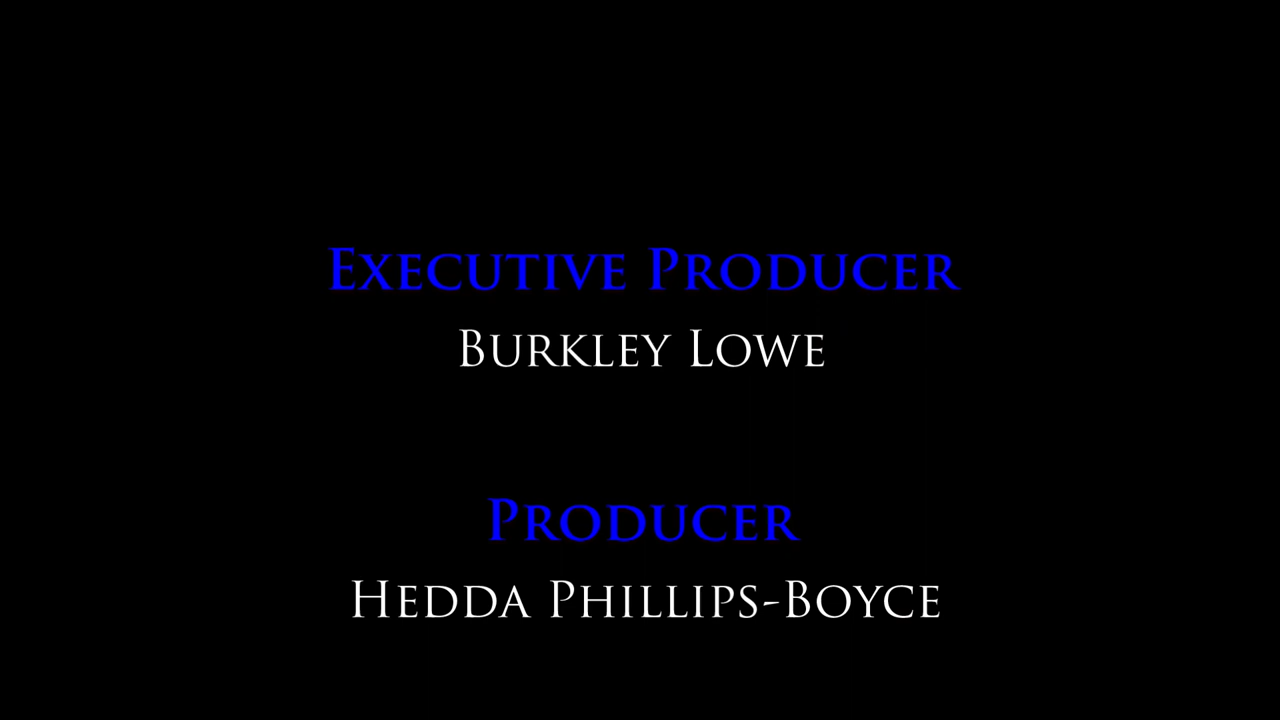 Executive Producer
Burkley Lowe
Producer
Hedda Phillips-Boyce